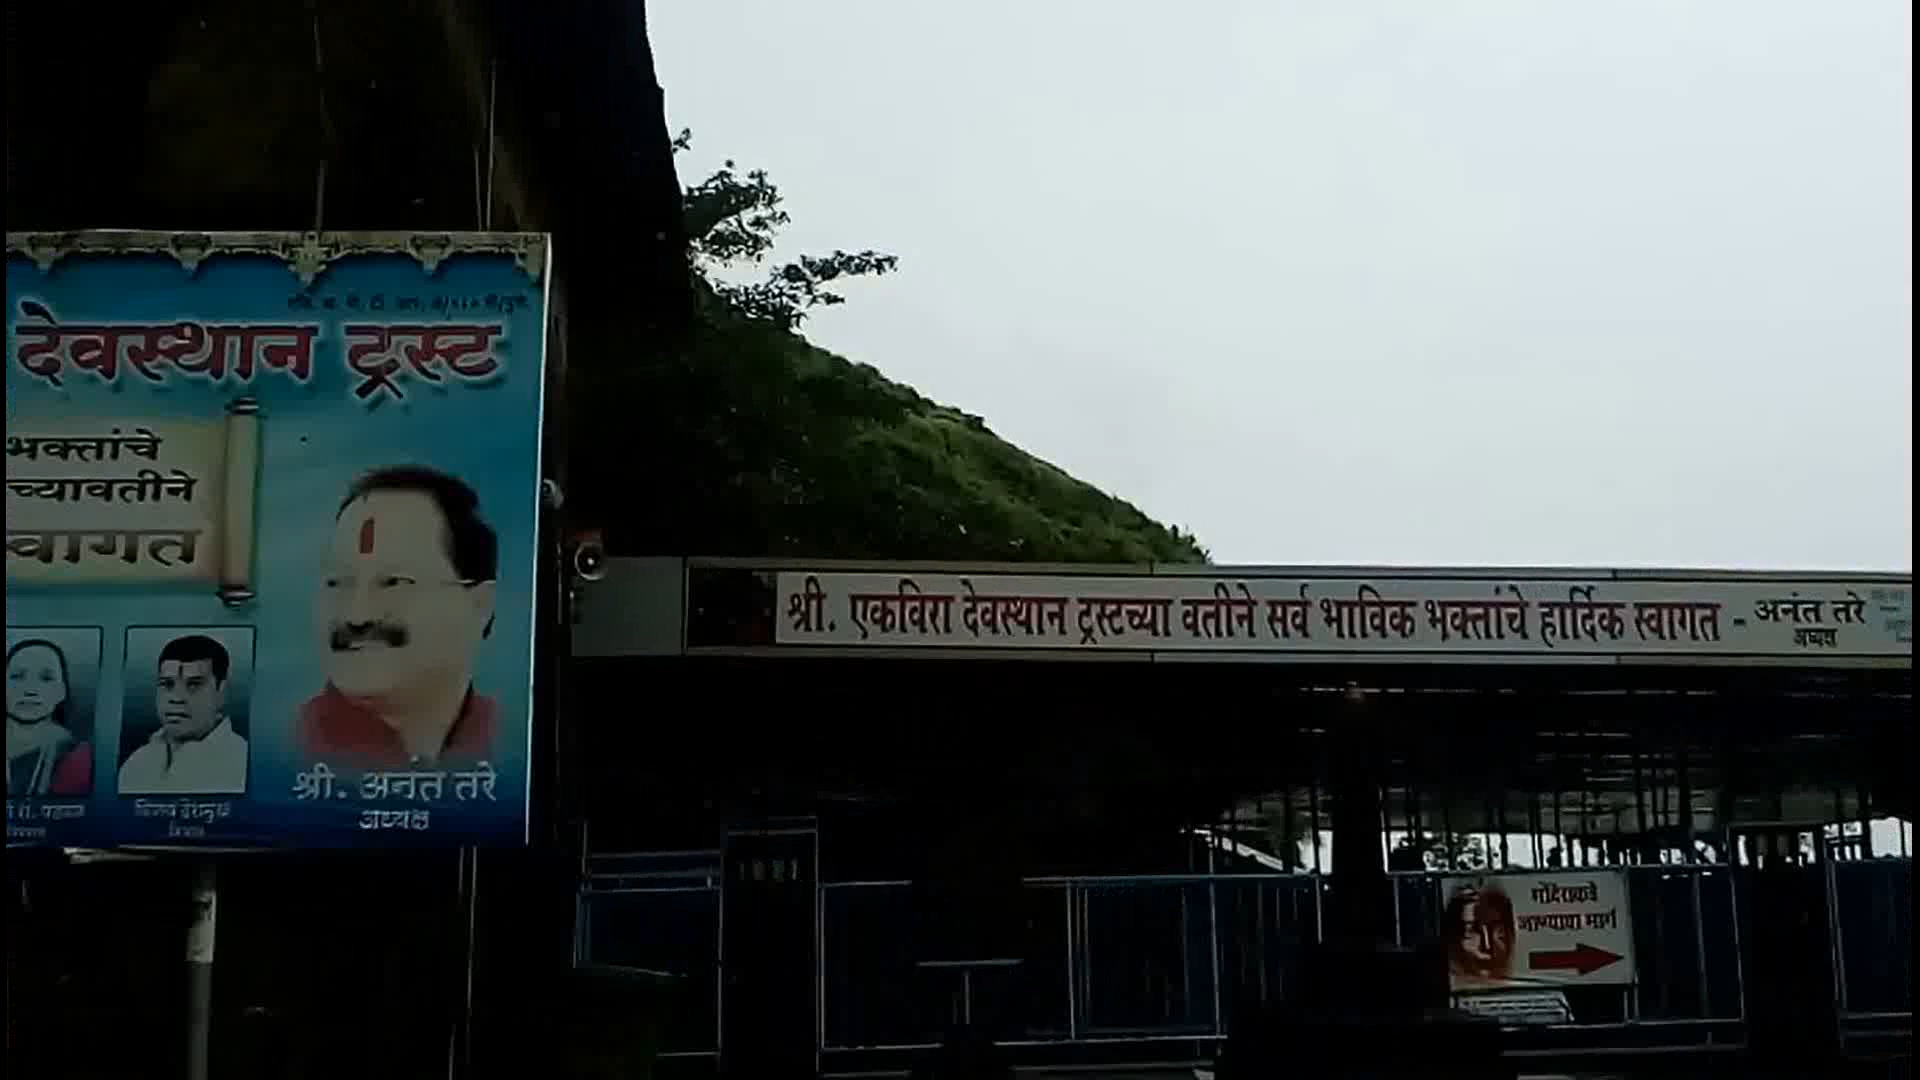 देवस्थान ट्रस्ट
भक्तांचे
च्यावतीने
स्वागत
श्री. अनंत तरे
अध्यक्ष
श्री. एकविरा देवस्थान ट्रस्टच्या वतीने सर्व भाविक भक्तांचे हार्दिक स्वागत - अनंत तरे
अध्यक्ष
मंदिराकडे
जाण्याचा मार्ग